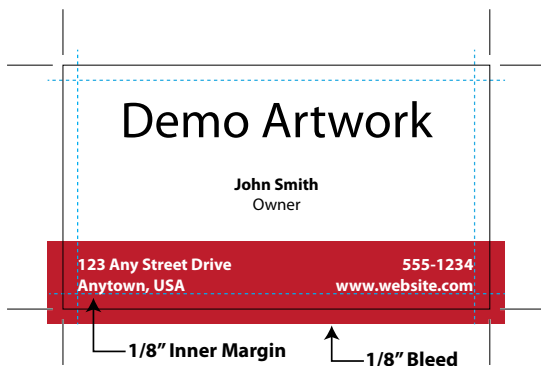 Demo Artwork
John Smith
Owner
123 Any Street Drive
Anytown, USA
555-1234
www.website.com
1/8” Inner Margin
1/8” Bleed